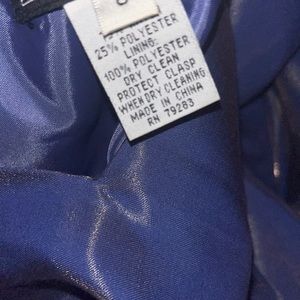 25% POLYESTER
LINING:
100% POLYESTER
DRY CLEAN
PROTECT CLASP
WHEN DRY CLEANING
MADE IN CHINA
RN 79283